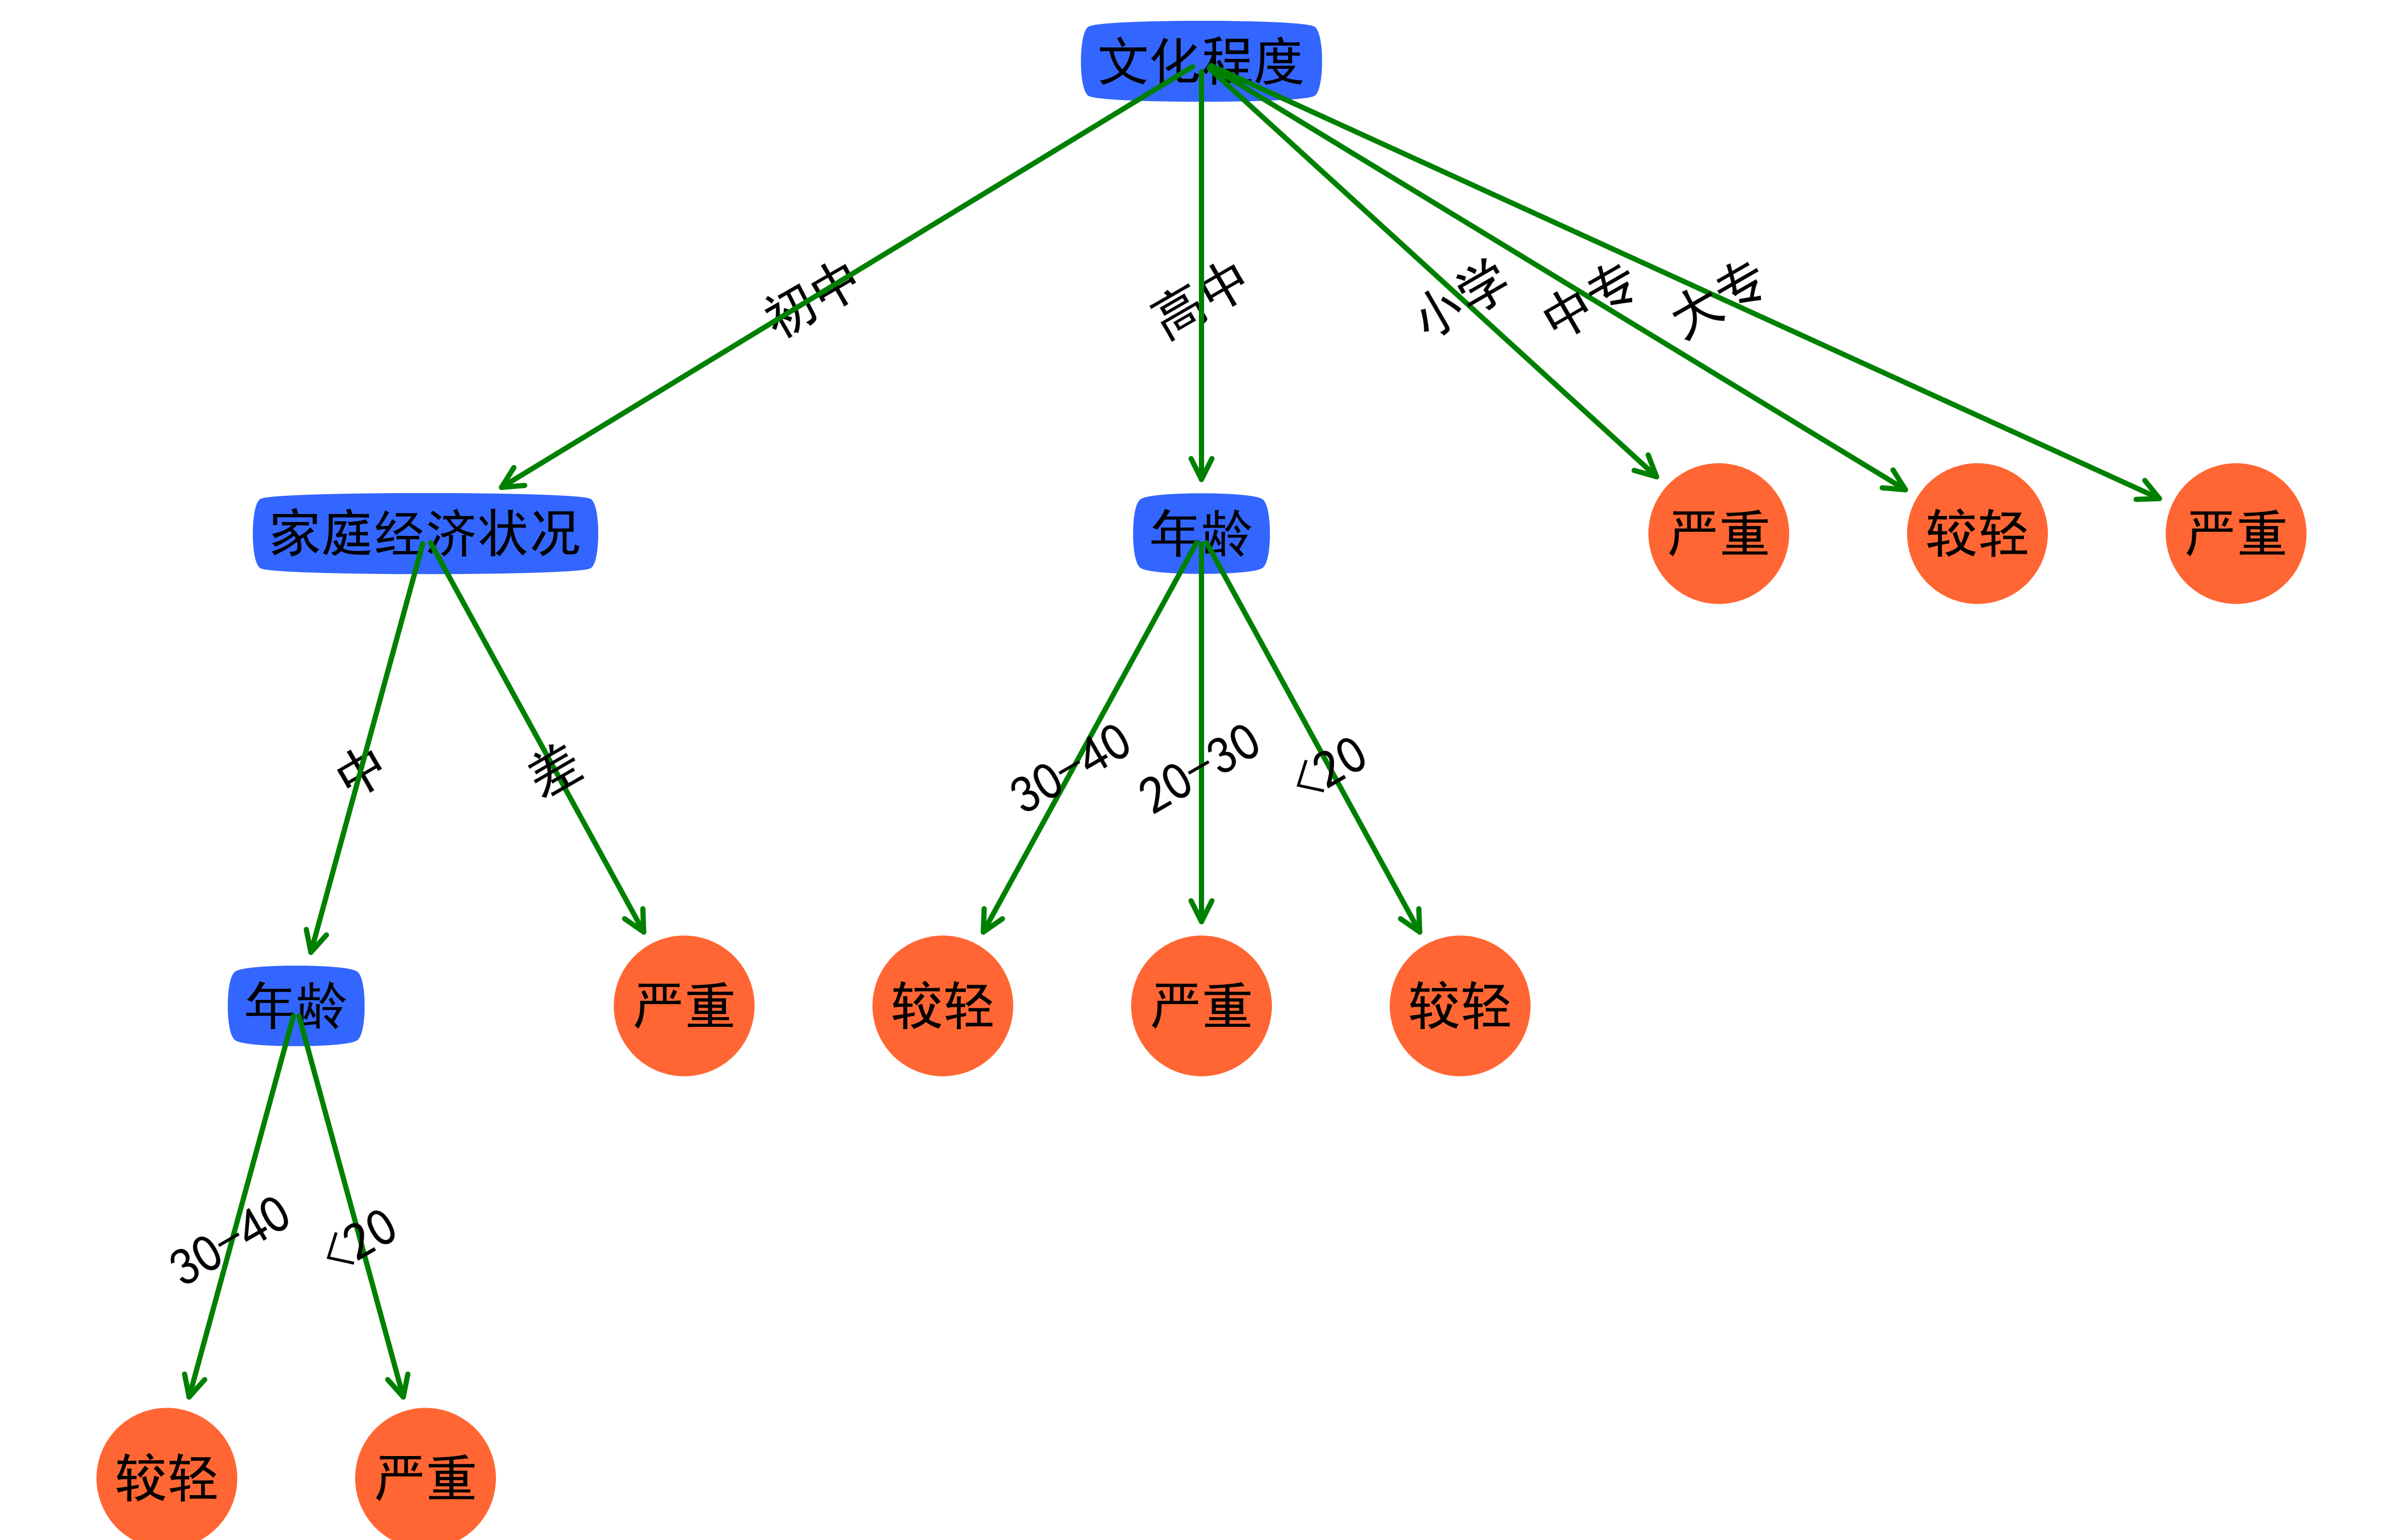 文化程度
初中
高中
小学
中专
大专
家庭经济状况
年龄
严重
较轻
严重
中
差
30-40
20-30
<20
年龄
严重
较轻
严重
较轻
30-40
<20
较轻
严重